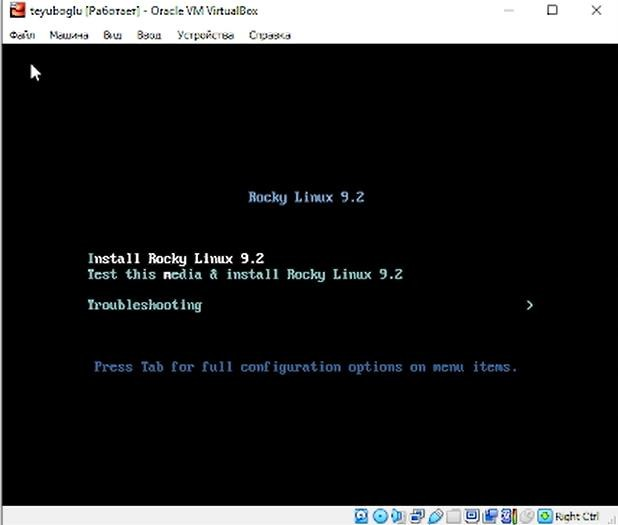 teyuboglu [Работает] - Oracle VM VirtualBox
Файл Машина Вид Ввод Устройства Справка
Rocky Linux 9.2
Install Rocky Linux 9.2
Test this media & install Rocky Linux 9.2
Troubleshooting >
Press Tab for full configuration options on menu items.
Right Ctrl